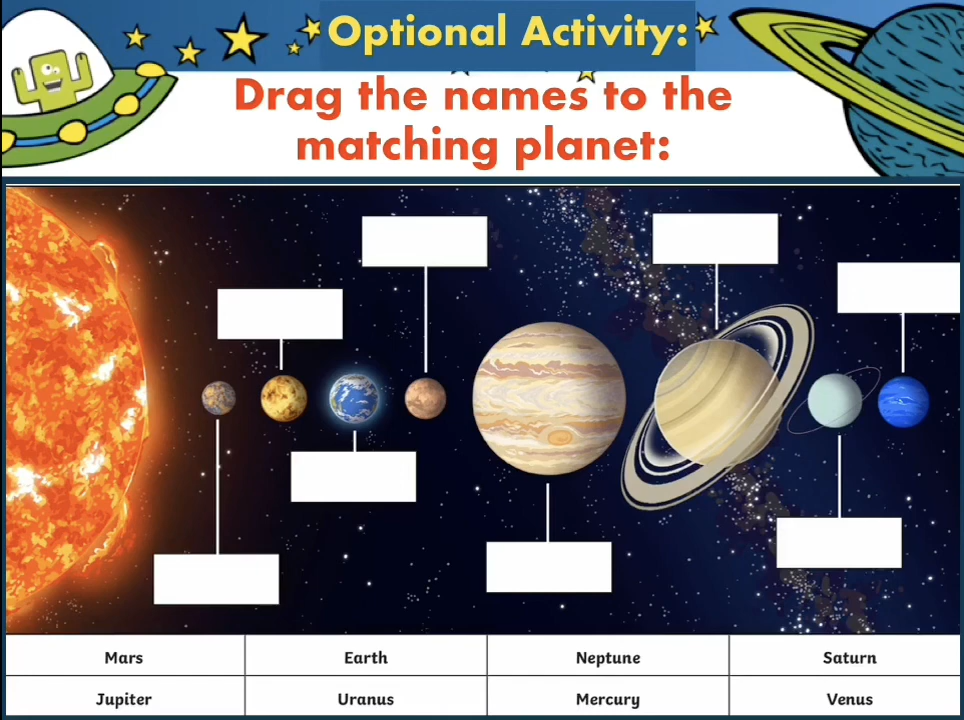 Optional Activity:
Drag the names to the
matching planet:
Mars Earth Neptune Saturn
Jupiter Uranus Mercury Venus